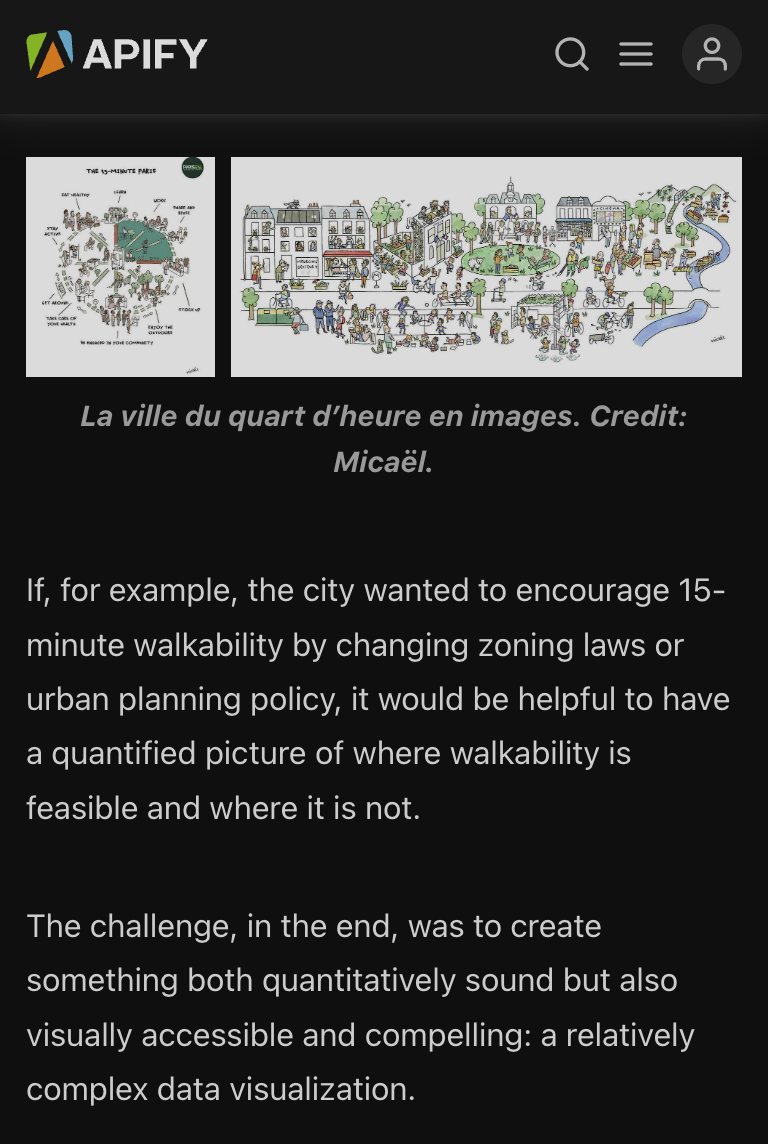 APIFY
THE 15-MINUTE PARIS
EAT HEALTHY
LEARN
WORK
SHARE AND
REUSE
STAY
ACTIVE
GET AROUND
STOCK UP
TAKE CARE OF
YOUR HEALTH
ENJOY THE
OUTDOORS
BE ENGAGED IN YOUR COMMUNITY
CINEMA
La ville du quart d’heure en images. Credit:
Micaël.
If, for example, the city wanted to encourage 15-
minute walkability by changing zoning laws or
urban planning policy, it would be helpful to have
a quantified picture of where walkability is
feasible and where it is not.
The challenge, in the end, was to create
something both quantitatively sound but also
visually accessible and compelling: a relatively
complex data visualization.